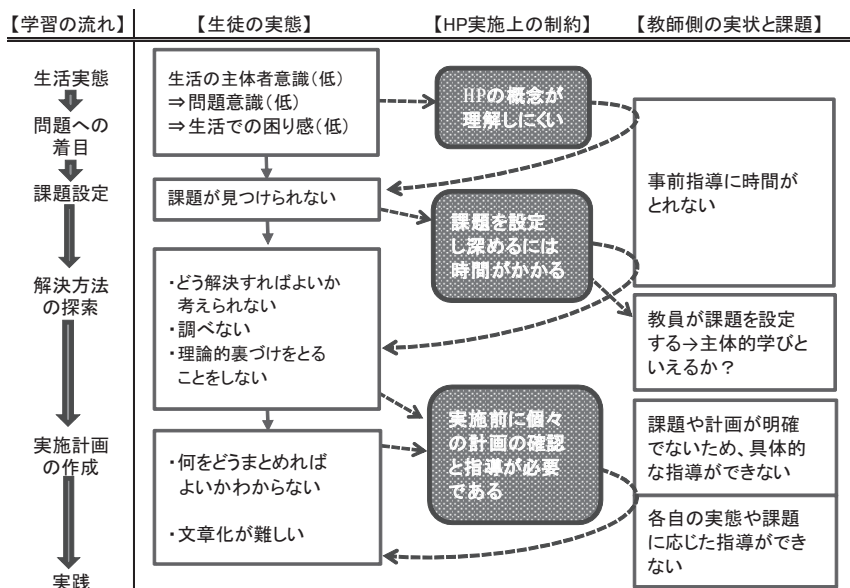 【学習の流れ】
【生徒の実態】
【HP実施上の制約】
【教師側の実状と課題】
生活実態
問題への
着目
課題設定
解決方法
の探索
実施計画
の作成
実践
生活の主体者意識(低)
⇒問題意識(低)
⇒生活での困り感(低)
課題が見つけられない
・どう解決すればよいか
考えられない
・調べない
・理論的裏づけをとる
ことをしない
・何をどうまとめれば
よいかわからない
・文章化が難しい
HPの概念が
理解しにくい
課題を設定
し深めるには
時間がかかる
実施前に個々
の計画の確認
と指導が必要
である
事前指導に時間が
とれない
教員が課題を設定
する→主体的学びと
いえるか？
課題や計画が明確
でないため、具体的
な指導ができない
各自の実態や課題
に応じた指導ができ
ない